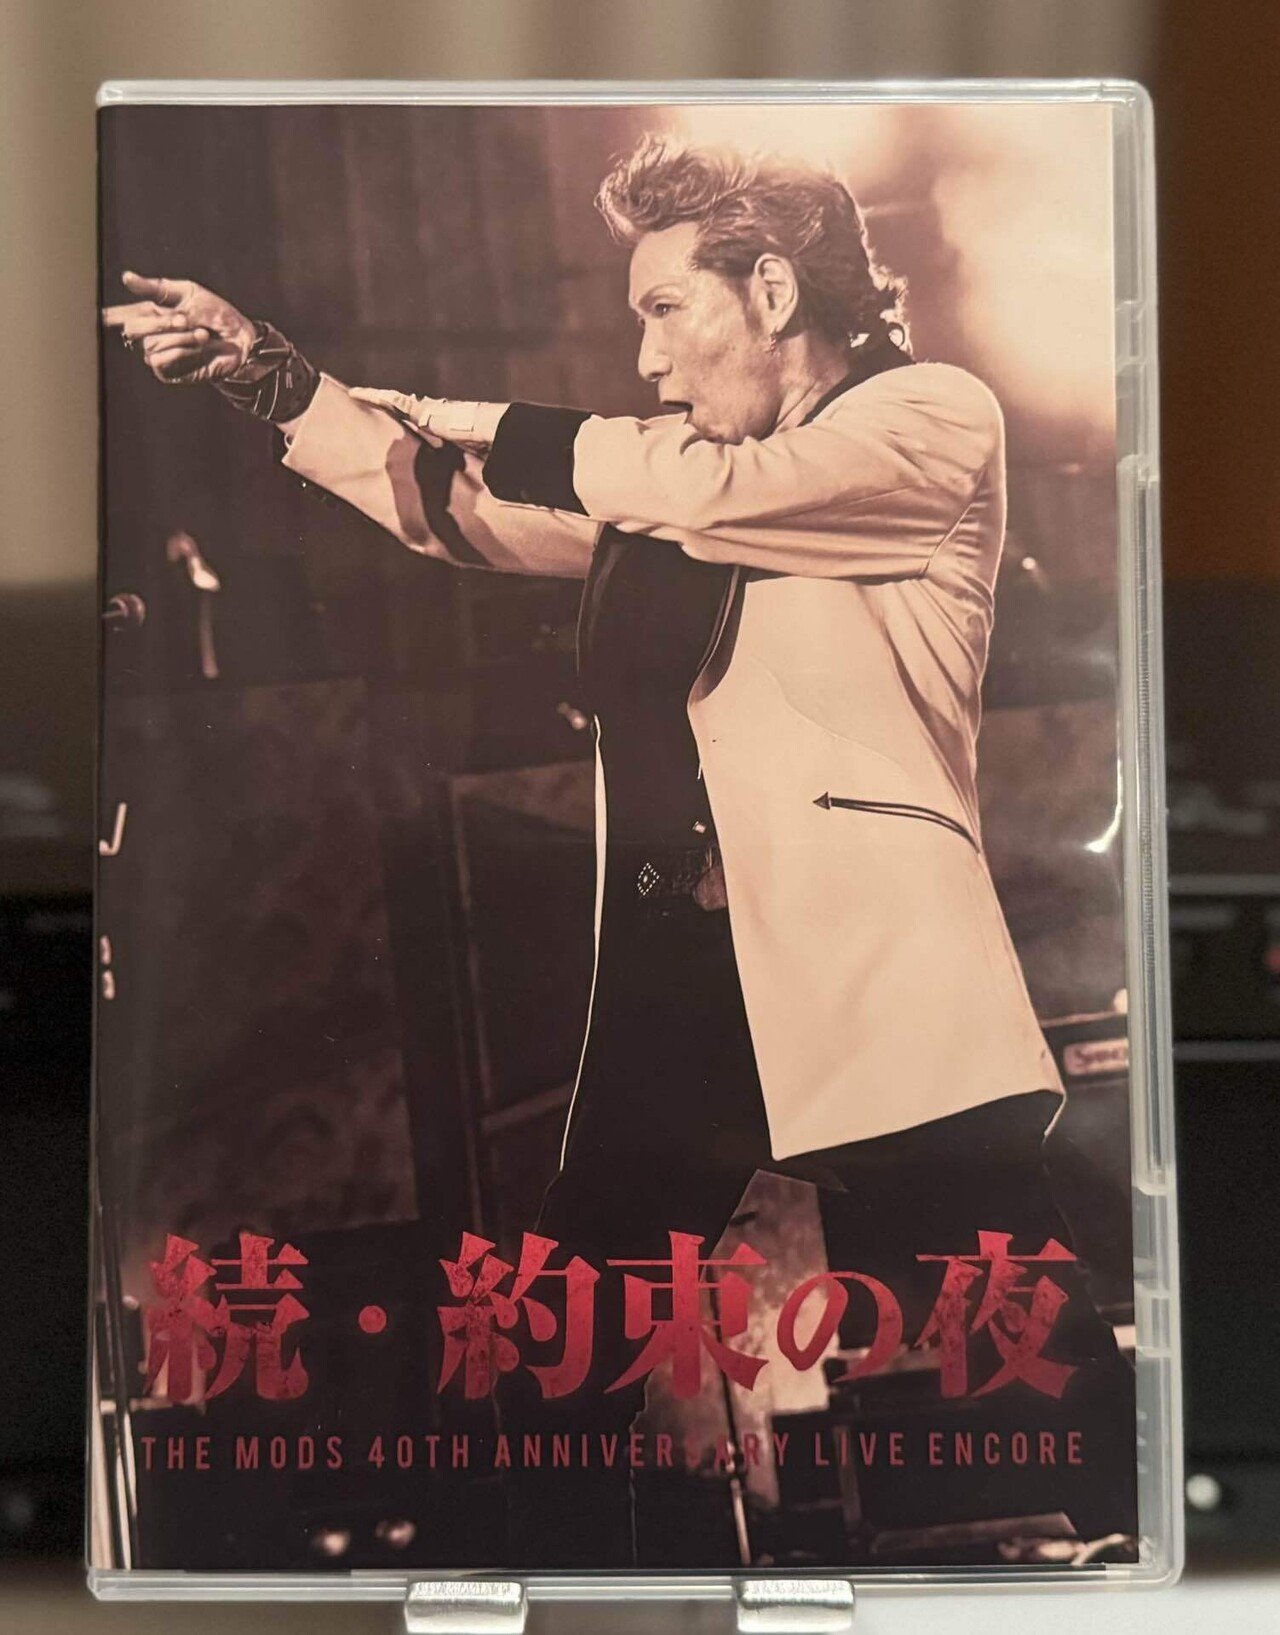 続・約束の夜
THE MODS 40TH ANNIVERSARY LIVE ENCORE